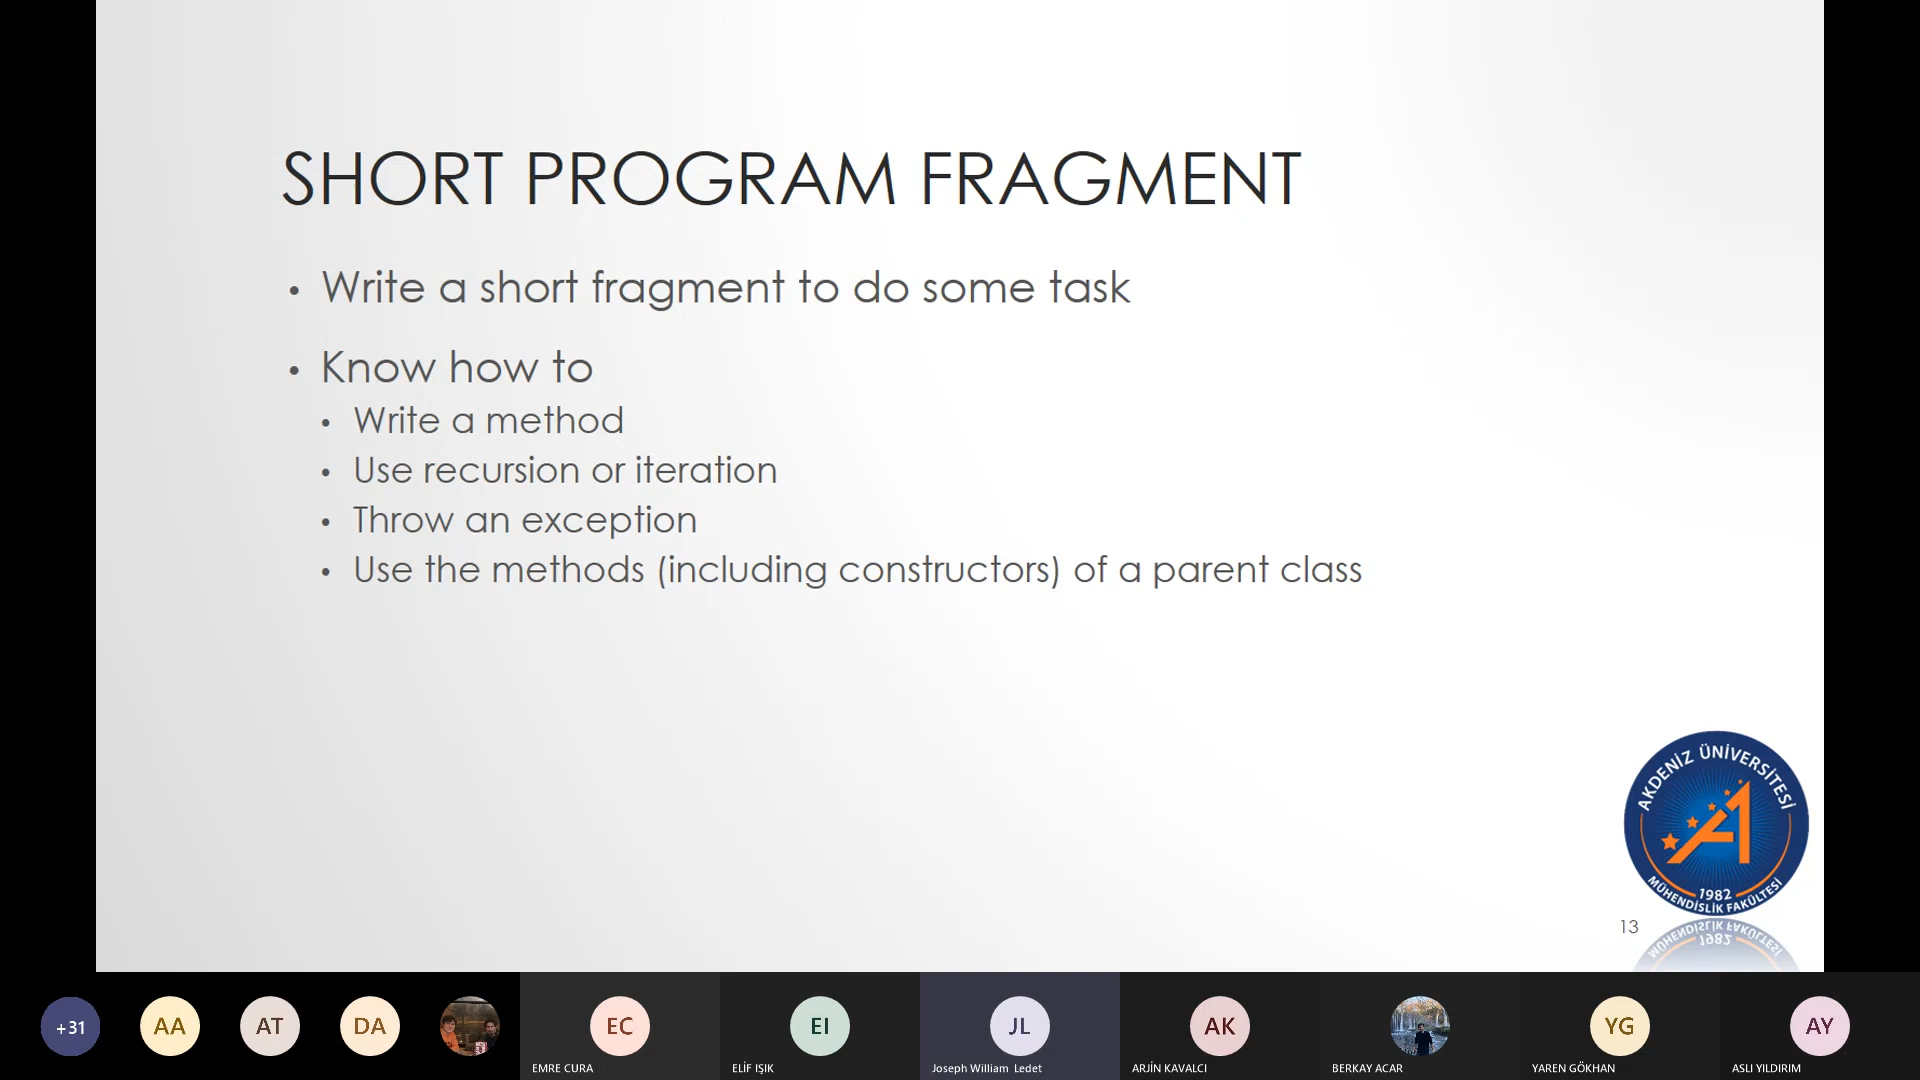 SHORT PROGRAM FRAGMENT
• Write a short fragment to do some task
• Know how to
• Write a method
• Use recursion or iteration
• Throw an exception
• Use the methods (including constructors) of a parent class
AKDENİZ ÜNİVERSİTESİ
1982
MÜHENDİSLİK FAKÜLTESİ
13
+31
AA
AT
DA
EC
EI
JL
AK
YG
AY
EMRE CURA
ELİF IŞIK
Joseph William Ledet
ARJİN KAVALCI
BERKAY ACAR
YAREN GÖKHAN
ASLI YILDIRIM